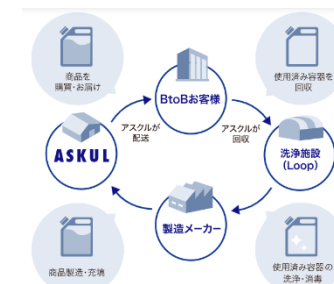 商品を
購買・お届け
使用済み容器を
回収
BtoBお客様
アスクルが
配送
アスクルが
回収
ASKUL
洗浄施設
(Loop)
製造メーカー
商品製造・充填
使用済み容器の
洗浄・消毒